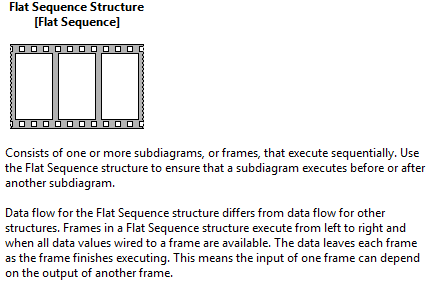 Flat Sequence Structure
[Flat Sequence]
Consists of one or more subdiagrams, or frames, that execute sequentially. Use
the Flat Sequence structure to ensure that a subdiagram executes before or after
another subdiagram.
Data flow for the Flat Sequence structure differs from data flow for other
structures. Frames in a Flat Sequence structure execute from left to right and
when all data values wired to a frame are available. The data leaves each frame
as the frame finishes executing. This means the input of one frame can depend
on the output of another frame.